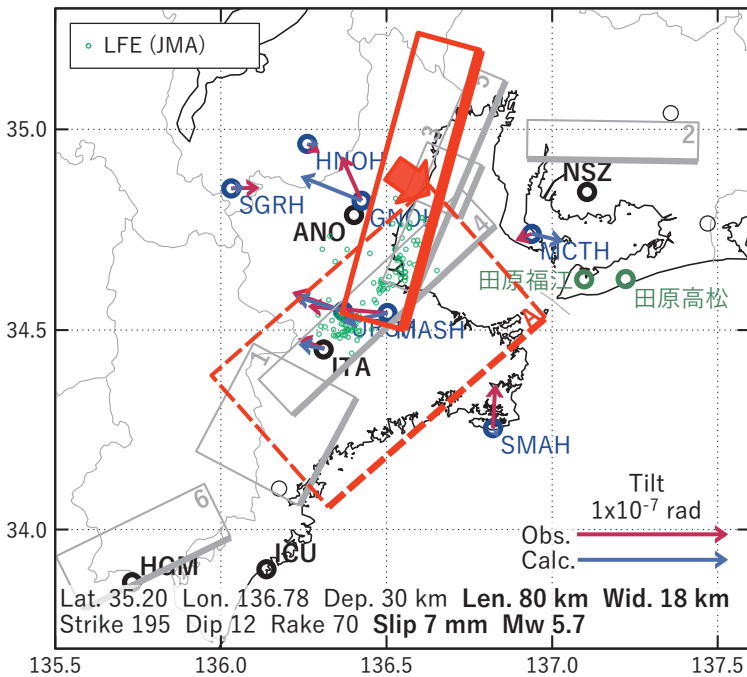 LFE (JMA)
5
35.0
2
HNOH
3
NSZ
SGRH
ANO
GNOH
4
MCTH
田原福江
田原高松
A
34.5
MASH
1
ITA
SMAH
Tilt
1x10⁻⁷ rad
6
Obs.
34.0
Calc.
HGM
ICU
Lat. 35.20 Lon. 136.78 Dep. 30 km Len. 80 km Wid. 18 km
Strike 195 Dip 12 Rake 70 Slip 7 mm Mw 5.7
135.5 136.0 136.5 137.0 137.5